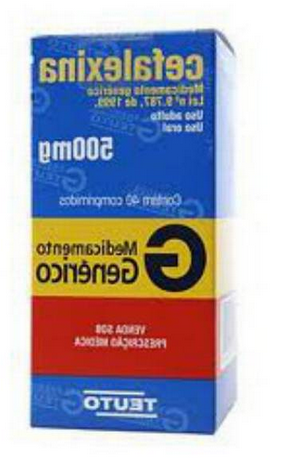 cefalexina
Medicamento genérico
Lei nº 9.787, de 1999.
Uso adulto
Uso oral
500mg
Contém 40 comprimidos
G Medicamento
Genérico
VENDA SOB
PRESCRIÇÃO MÉDICA
TEUTO